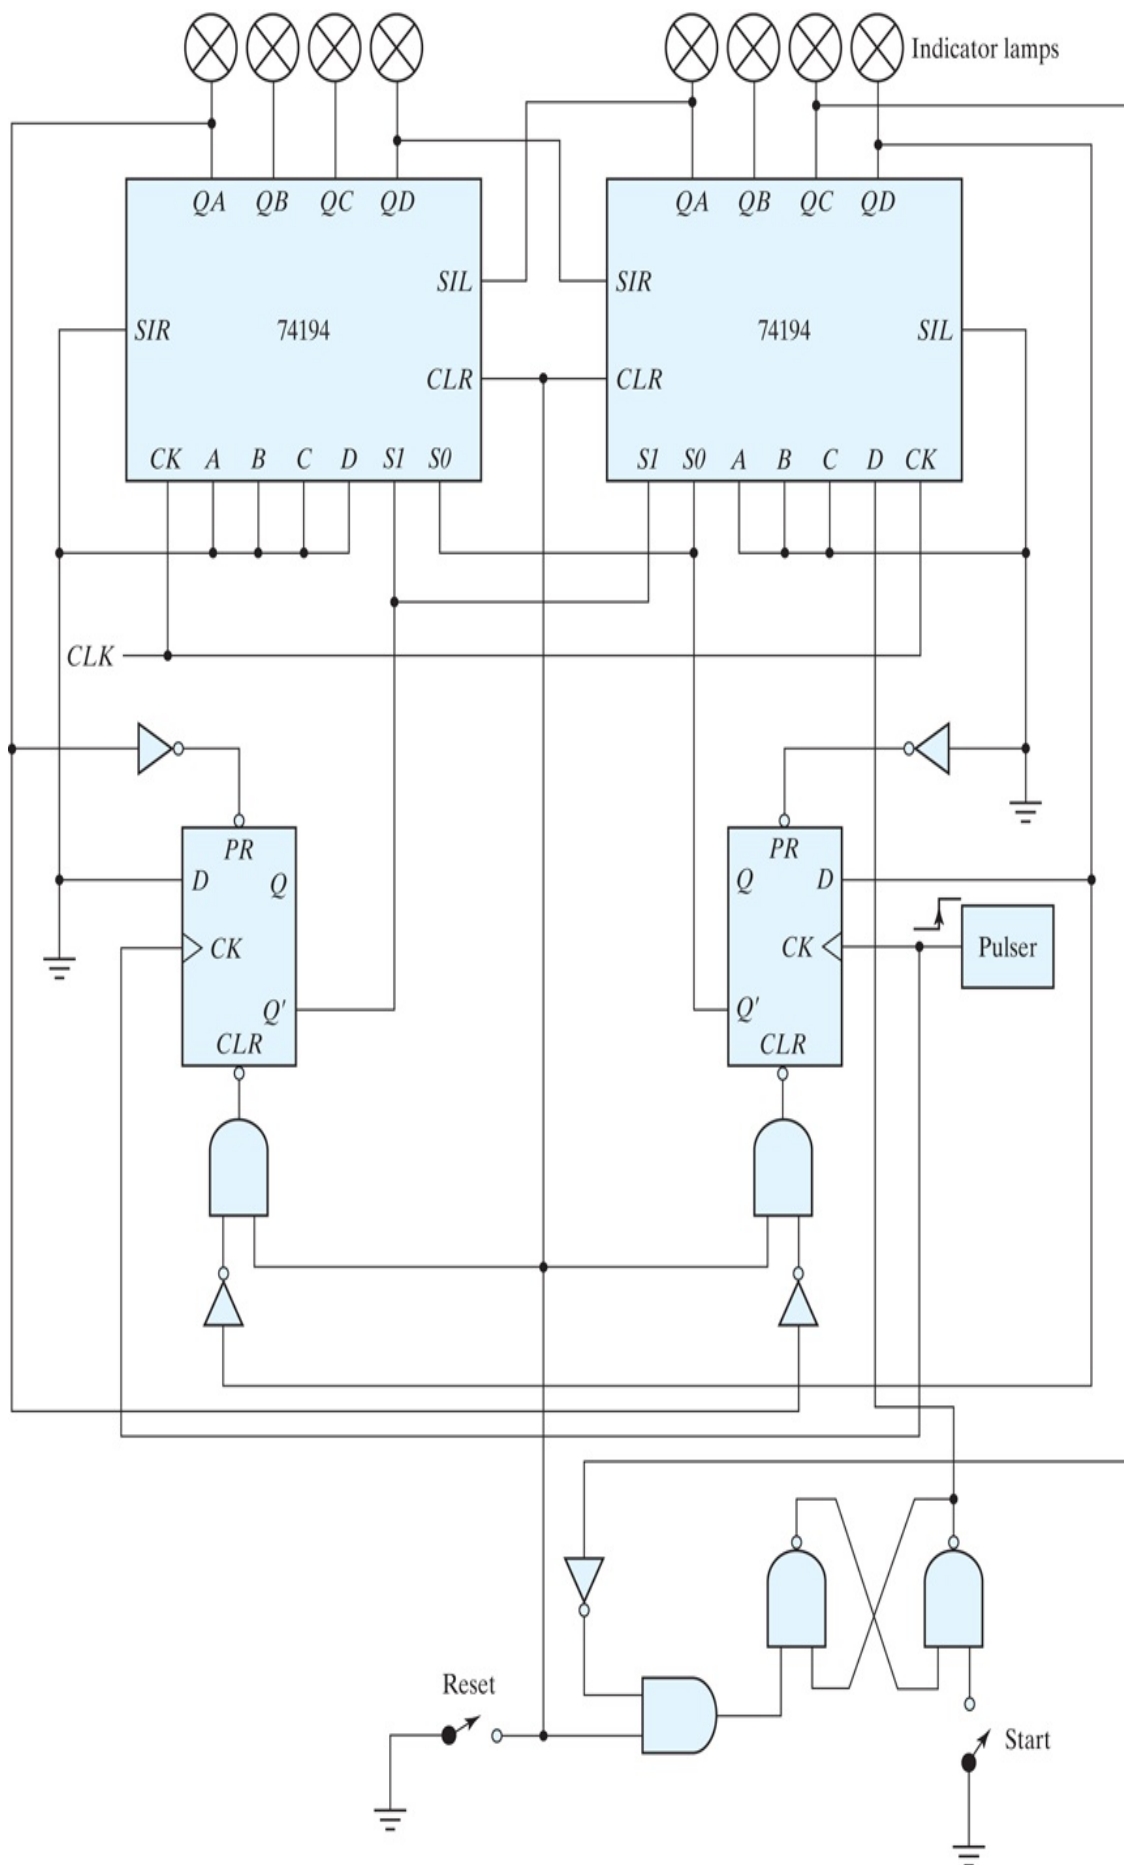 Indicator lamps
QA QB QC QD
QA QB QC QD
SIL
SIR
SIR
74194
74194
SIL
CLR
CLR
CK A B C D S1 S0
S1 S0 A B C D CK
CLK
PR
PR
D Q
Q D
CK
CK
Pulser
Q'
Q'
CLR
CLR
Reset
Start